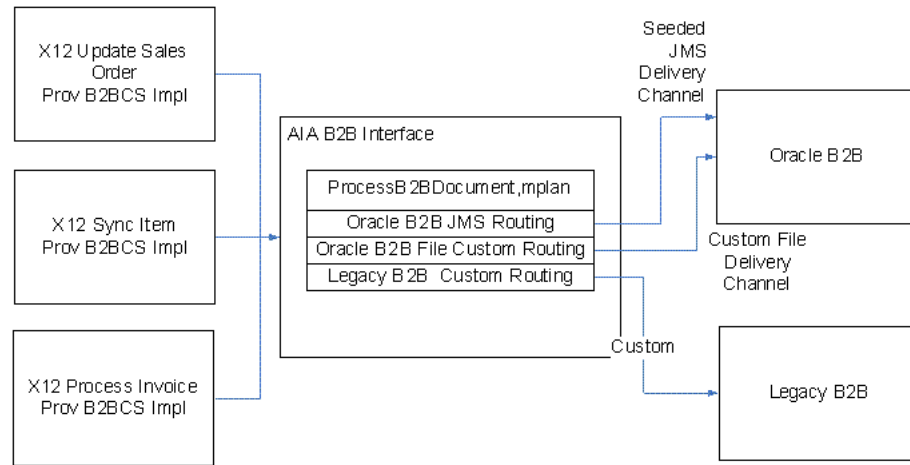 X12 Update Sales
Order
Prov B2BCS Impl
X12 Sync Item
Prov B2BCS Impl
X12 Process Invoice
Prov B2BCS Impl
AIA B2B Interface
ProcessB2BDocument,mplan
Oracle B2B JMS Routing
Oracle B2B File Custom Routing
Legacy B2B Custom Routing
Seeded
JMS
Delivery
Channel
Oracle B2B
Custom File
Delivery
Channel
Custom
Legacy B2B